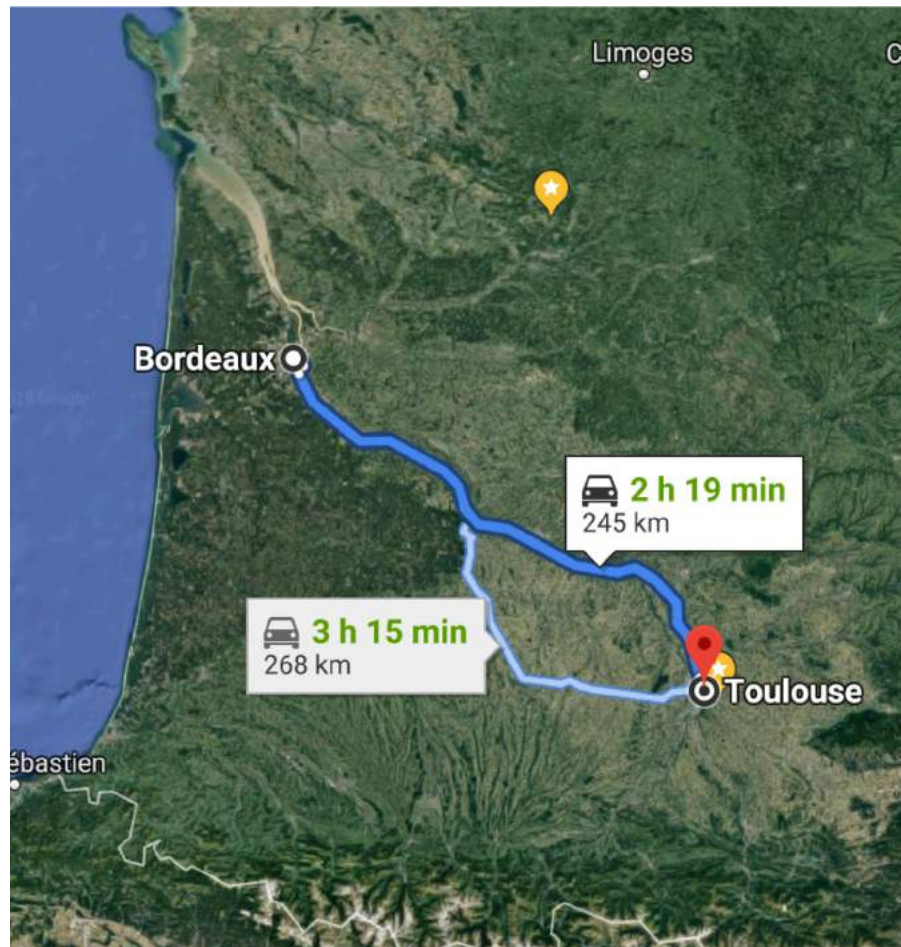 Limoges
C
Bordeaux
2 h 19 min
245 km
3 h 15 min
268 km
Toulouse
ébastien